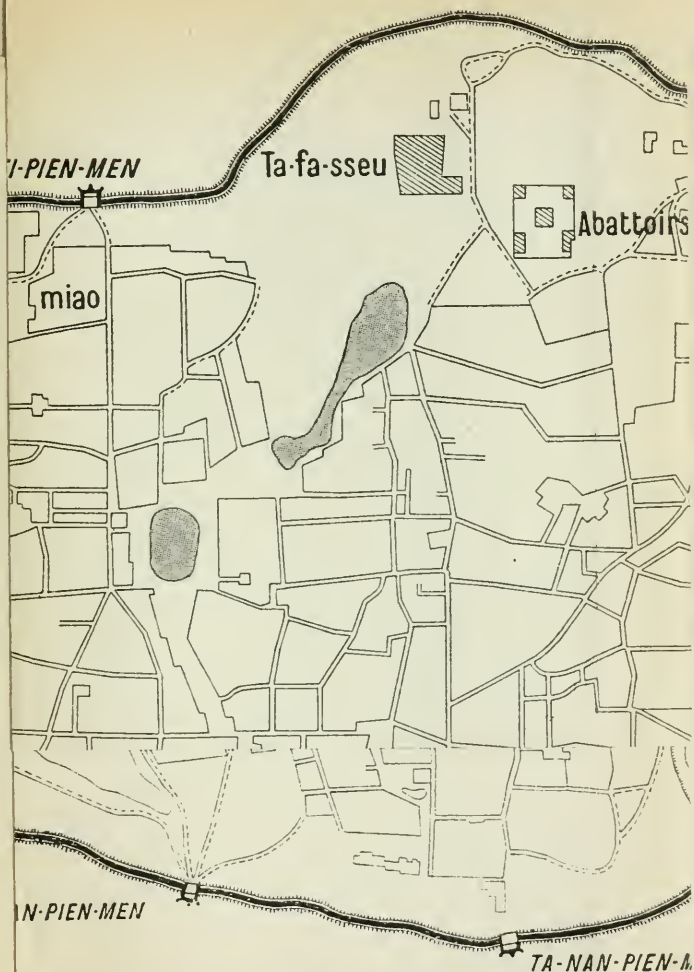 I-PIEN-MEN
Ta-fa-sseu
Abattoirs
miao
N-PIEN-MEN
TA-NAN-PIEN-M